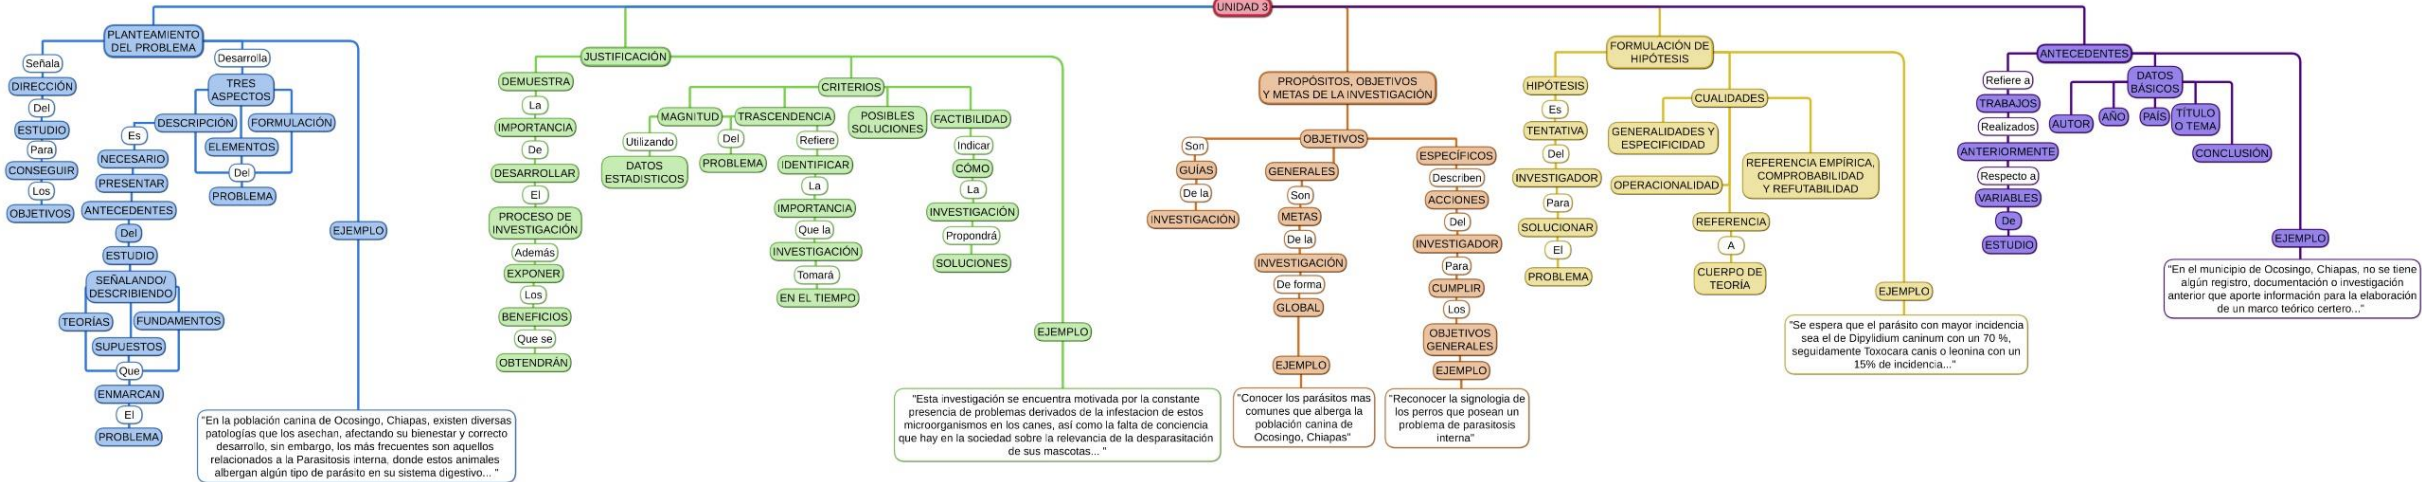 UNIDAD 3
PLANTEAMIENTO
DEL PROBLEMA
Señala
DIRECCIÓN
Del
ESTUDIO
Para
CONSEGUIR
Los
OBJETIVOS
Desarrolla
TRES
ASPECTOS
DESCRIPCIÓN
FORMULACIÓN
ELEMENTOS
Del
PROBLEMA
Es
NECESARIO
PRESENTAR
ANTECEDENTES
Del
ESTUDIO
SEÑALANDO/
DESCRIBIENDO
TEORÍAS
FUNDAMENTOS
SUPUESTOS
Que
ENMARCAN
El
PROBLEMA
EJEMPLO
"En la población canina de Ocosingo, Chiapas, existen diversas
patologías que los asechan, afectando su bienestar y correcto
desarrollo, sin embargo, los más frecuentes son aquellos
relacionados a la Parasitosis interna, donde estos animales
albergan algún tipo de parásito en su sistema digestivo... "
JUSTIFICACIÓN
DEMUESTRA
La
IMPORTANCIA
De
DESARROLLAR
El
PROCESO DE
INVESTIGACIÓN
Además
EXPONER
Los
BENEFICIOS
Que se
OBTENDRÁN
CRITERIOS
MAGNITUD
Utilizando
DATOS
ESTADISTICOS
Del
PROBLEMA
TRASCENDENCIA
Refiere
IDENTIFICAR
La
IMPORTANCIA
Que la
INVESTIGACIÓN
Tomará
EN EL TIEMPO
POSIBLES
SOLUCIONES
FACTIBILIDAD
Indicar
CÓMO
La
INVESTIGACIÓN
Propondrá
SOLUCIONES
EJEMPLO
"Esta investigación se encuentra motivada por la constante
presencia de problemas derivados de la infestacion de estos
microorganismos en los canes, así como la falta de conciencia
que hay en la sociedad sobre la relevancia de la desparasitación
de sus mascotas... "
PROPÓSITOS, OBJETIVOS
Y METAS DE LA INVESTIGACIÓN
OBJETIVOS
Son
GUÍAS
De la
INVESTIGACIÓN
GENERALES
Son
METAS
De la
INVESTIGACIÓN
De forma
GLOBAL
EJEMPLO
"Conocer los parásitos mas
comunes que alberga la
población canina de
Ocosingo, Chiapas"
ESPECÍFICOS
Describen
ACCIONES
Del
INVESTIGADOR
Para
CUMPLIR
Los
OBJETIVOS
GENERALES
EJEMPLO
"Reconocer la signologia de
los perros que posean un
problema de parasitosis
interna"
FORMULACIÓN DE
HIPÓTESIS
HIPÓTESIS
Es
TENTATIVA
Del
INVESTIGADOR
Para
SOLUCIONAR
El
PROBLEMA
CUALIDADES
GENERALIDADES Y
ESPECIFICIDAD
REFERENCIA EMPÍRICA,
COMPROBABILIDAD
Y REFUTABILIDAD
OPERACIONALIDAD
REFERENCIA
A
CUERPO DE
TEORÍA
EJEMPLO
"Se espera que el parásito con mayor incidencia
sea el de Dipylidium caninum con un 70 %,
seguidamente Toxocara canis o leonina con un
15% de incidencia..."
ANTECEDENTES
Refiere a
TRABAJOS
Realizados
ANTERIORMENTE
Respecto a
VARIABLES
De
ESTUDIO
DATOS
BÁSICOS
AUTOR
AÑO
PAÍS
TÍTULO
O TEMA
CONCLUSIÓN
EJEMPLO
"En el municipio de Ocosingo, Chiapas, no se tiene
algún registro, documentación o investigación
anterior que aporte información para la elaboración
de un marco teórico certero..."